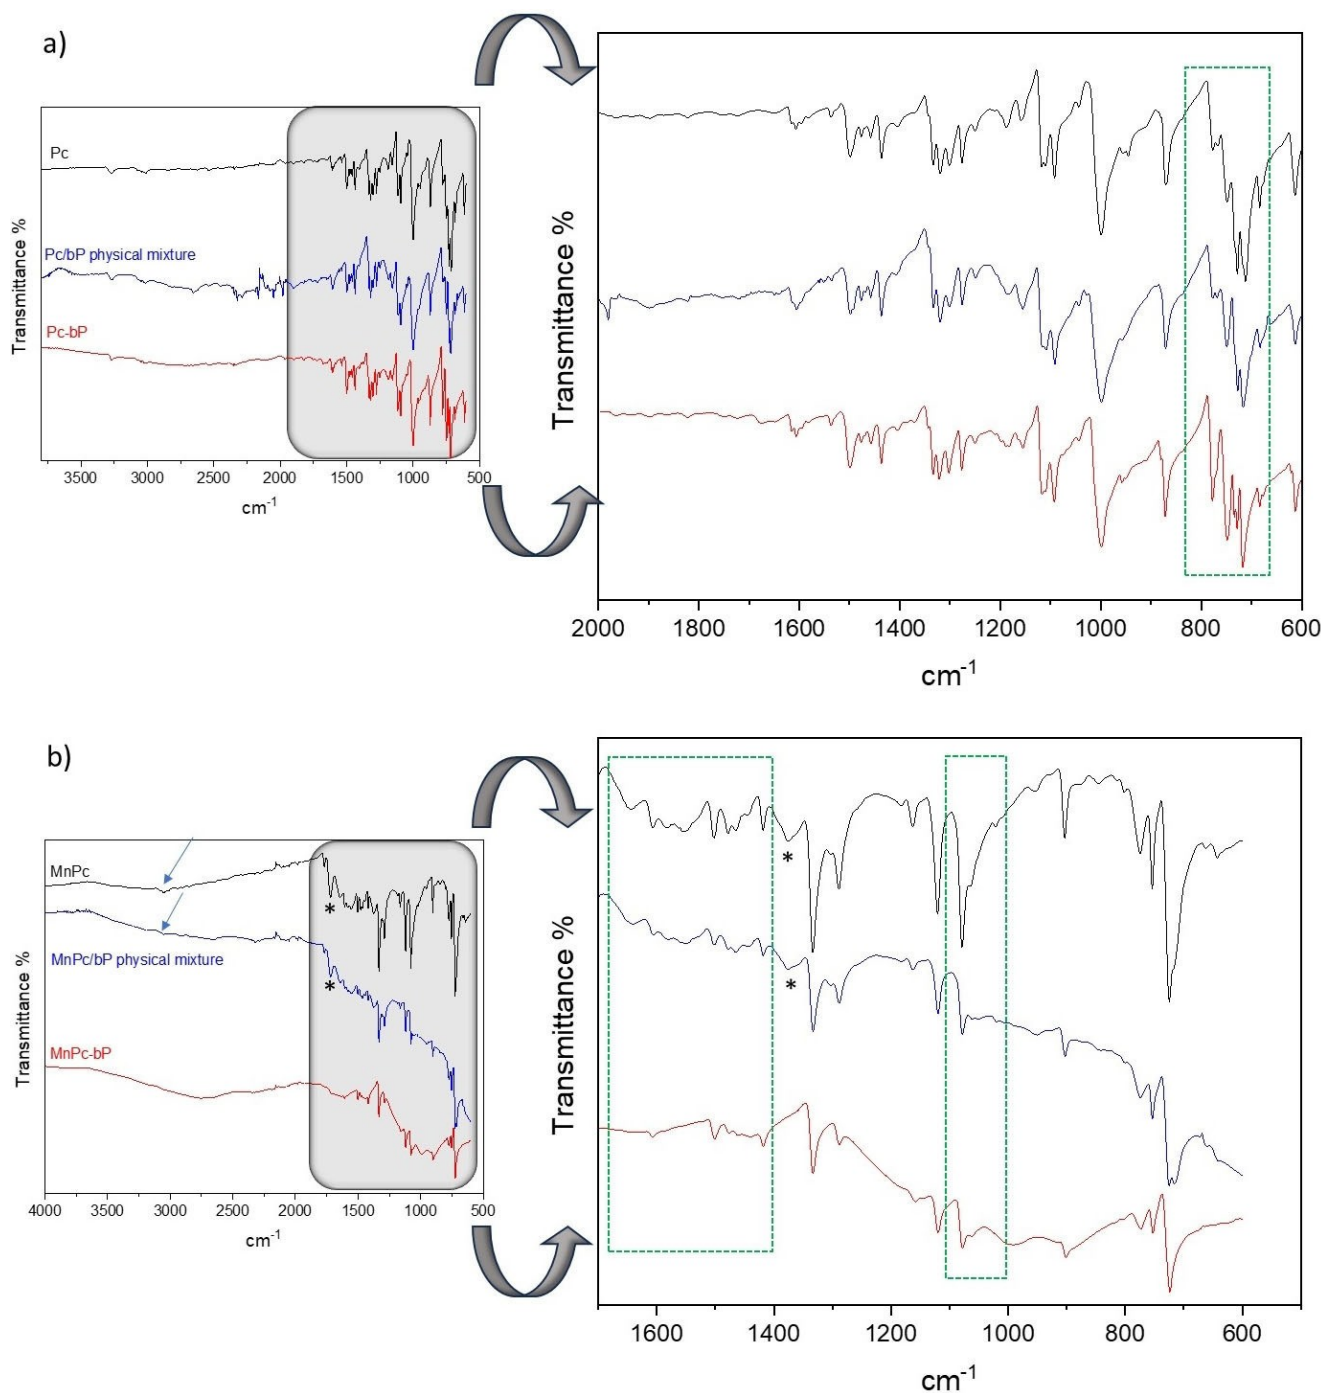 a)
Transmittance %
Pc
Pc/bP physical mixture
Pc-bP
3500 3000 2500 2000 1500 1000 500
cm-1
Transmittance %
2000 1800 1600 1400 1200 1000 800 600
cm-1
b)
Transmittance %
MnPc
*
MnPc/bP physical mixture
*
MnPc-bP
4000 3500 3000 2500 2000 1500 1000 500
cm-1
Transmittance %
*
*
1600 1400 1200 1000 800 600
cm-1